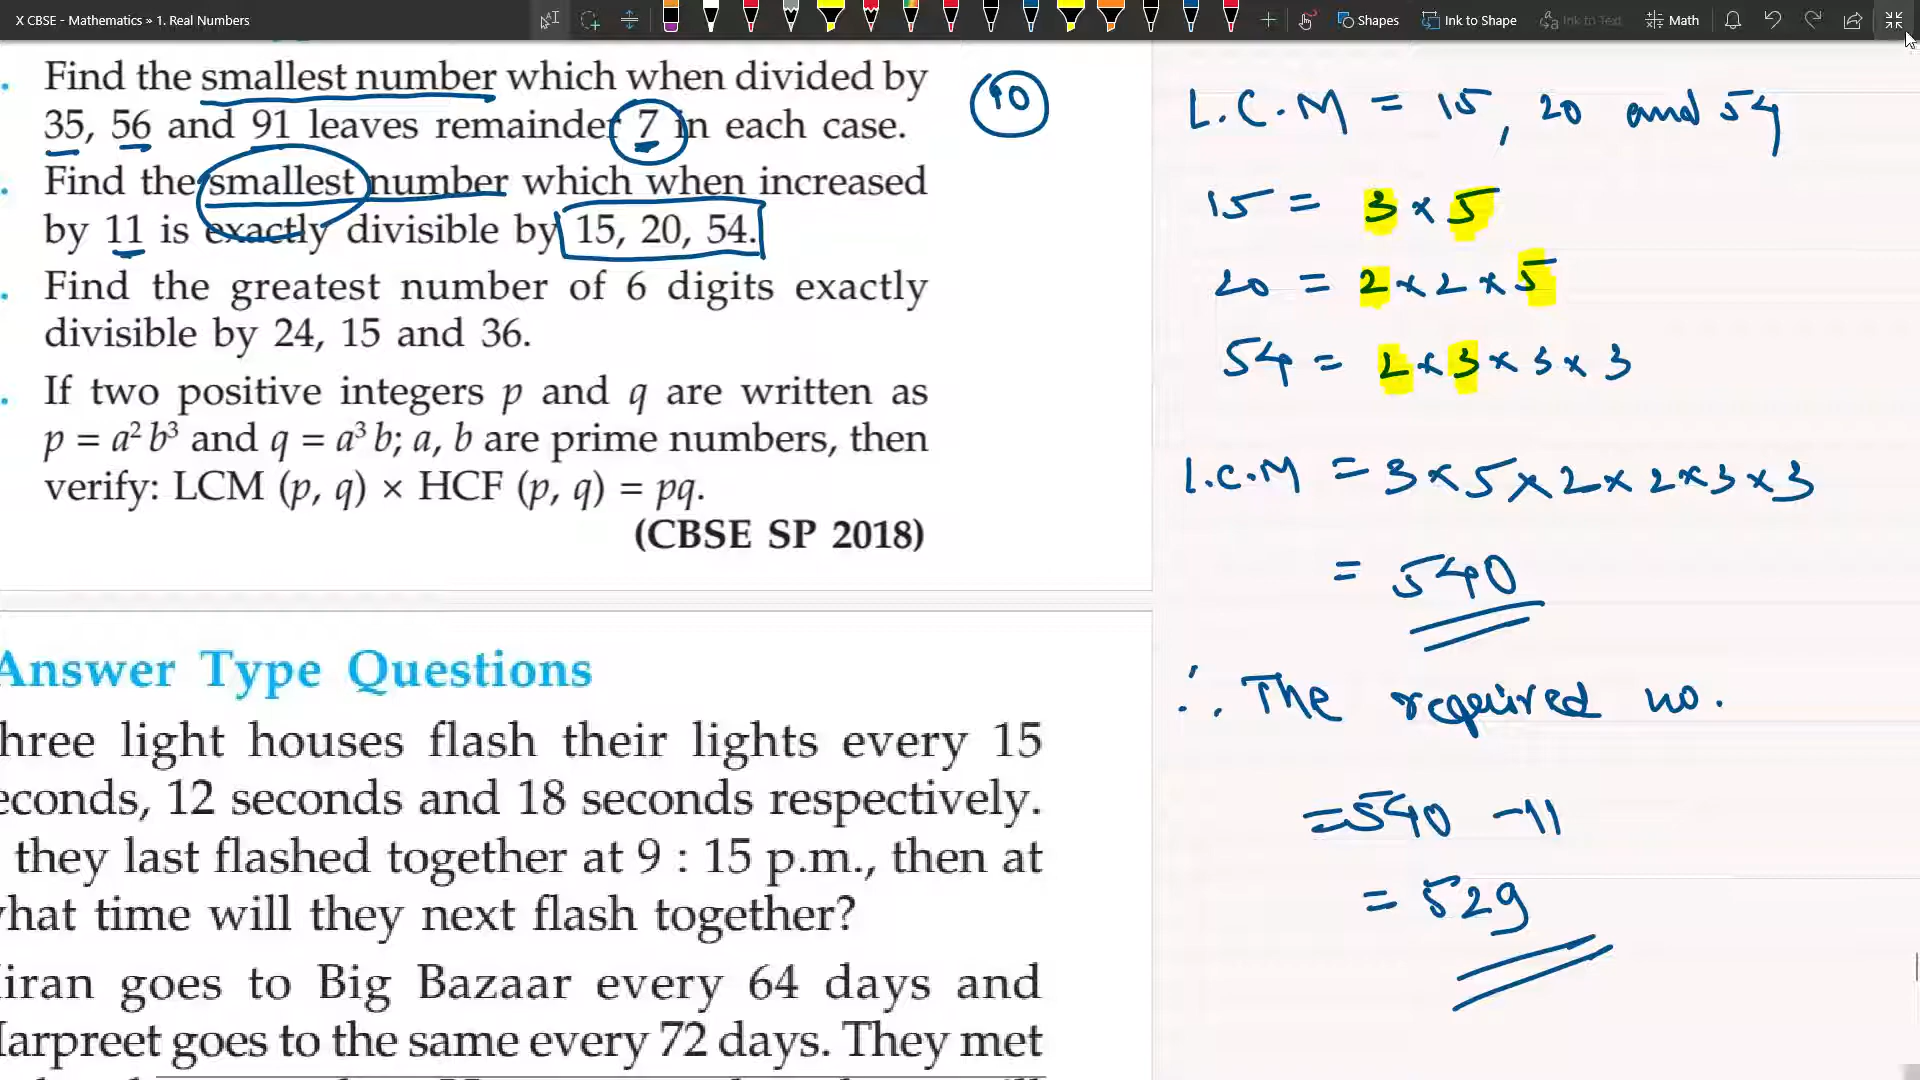 X CBSE - Mathematics » 1. Real Numbers
Shapes
Ink to Shape
Ink to Text
Math
. Find the smallest number which when divided by
35, 56 and 91 leaves remainder 7 in each case.
. Find the smallest number which when increased
by 11 is exactly divisible by 15, 20, 54.
. Find the greatest number of 6 digits exactly
divisible by 24, 15 and 36.
. If two positive integers p and q are written as
p = a² b³ and q = a³ b; a, b are prime numbers, then
verify: LCM (p, q) × HCF (p, q) = pq.
(CBSE SP 2018)
Answer Type Questions
hree light houses flash their lights every 15
econds, 12 seconds and 18 seconds respectively.
they last flashed together at 9 : 15 p.m., then at
hat time will they next flash together?
iran goes to Big Bazaar every 64 days and
arpreet goes to the same every 72 days. They met
10
L.C.M = 15, 20 and 54
15 = 3 × 5
20 = 2 × 2 × 5
54 = 2 × 3 × 3 × 3
L.C.M = 3 × 5 × 2 × 2 × 3 × 3
= 540
∴ The required no.
= 540 - 11
= 529